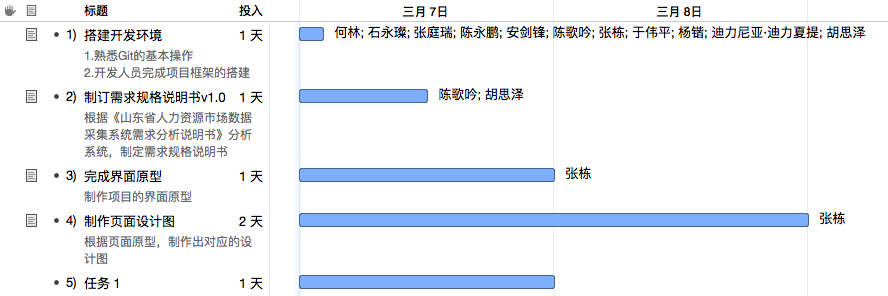 标题 投入 三月 7日 三月 8日
1) 搭建开发环境 1 天 何林; 石永璨; 张庭瑞; 陈永鹏; 安剑锋; 陈歌吟; 张栋; 于伟平; 杨锴; 迪力尼亚·迪力夏提; 胡思泽
1.熟悉Git的基本操作
2.开发人员完成项目框架的搭建
2) 制订需求规格说明书v1.0 1 天 陈歌吟; 胡思泽
根据《山东省人力资源市场数据
采集系统需求分析说明书》分析
系统，制定需求规格说明书
3) 完成界面原型 1 天 张栋
制作项目的界面原型
4) 制作页面设计图 2 天 张栋
根据页面原型，制作出对应的设
计图
5) 任务 1 1 天